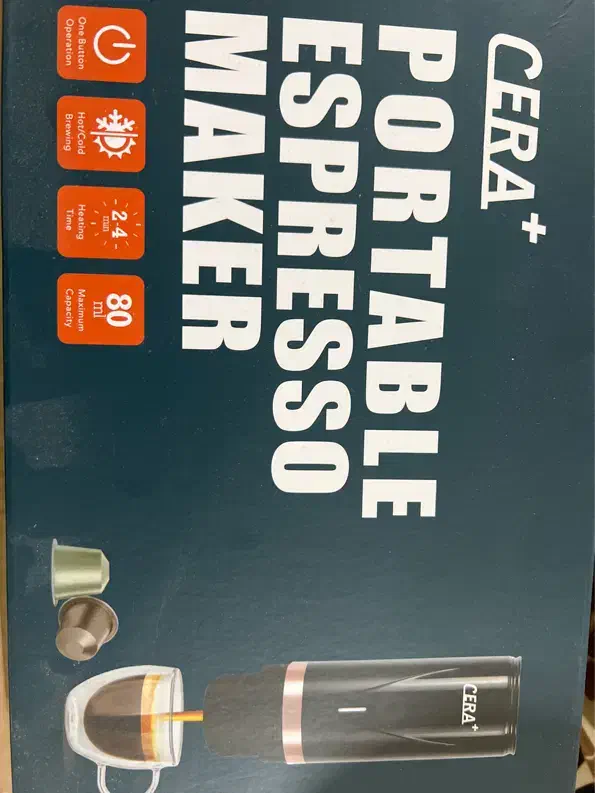 CERA+
PORTABLE
ESPRESSO
MAKER
One Button
Operation
Hot/Cold
Brewing
2-4
min
Heating
Time
80
ml
Maximum
Capacity
CERA+